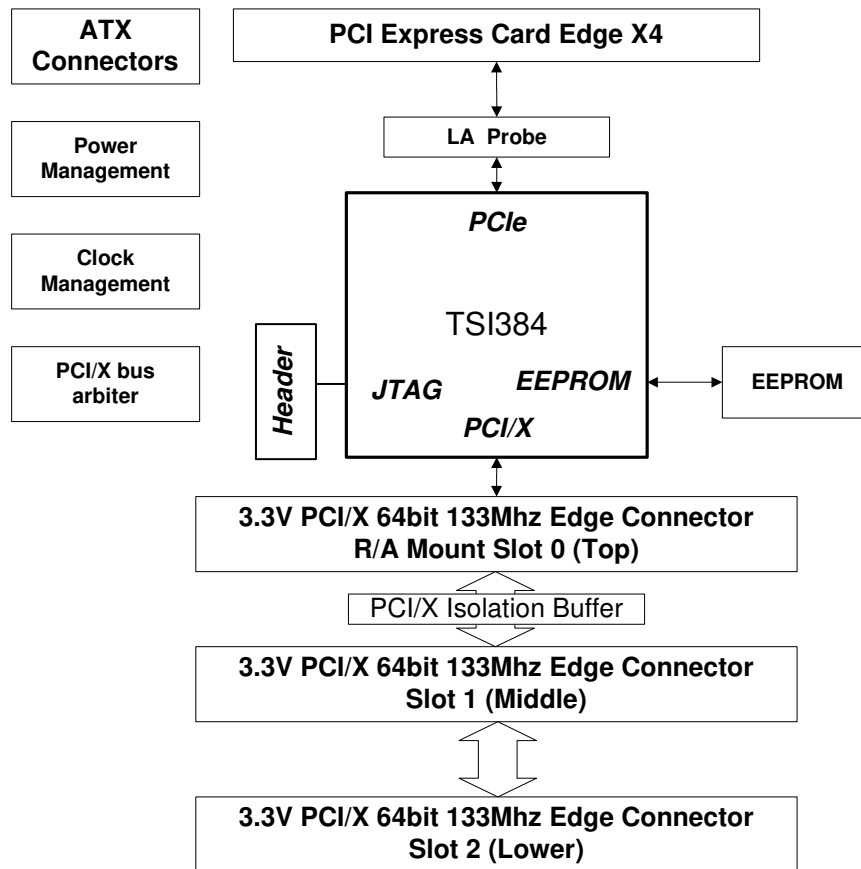 ATX
Connectors
PCI Express Card Edge X4
Power
Management
LA Probe
Clock
Management
PCI/X bus
arbiter
PCIe
TSI384
Header
JTAG
EEPROM
PCI/X
EEPROM
3.3V PCI/X 64bit 133Mhz Edge Connector
R/A Mount Slot 0 (Top)
PCI/X Isolation Buffer
3.3V PCI/X 64bit 133Mhz Edge Connector
Slot 1 (Middle)
3.3V PCI/X 64bit 133Mhz Edge Connector
Slot 2 (Lower)